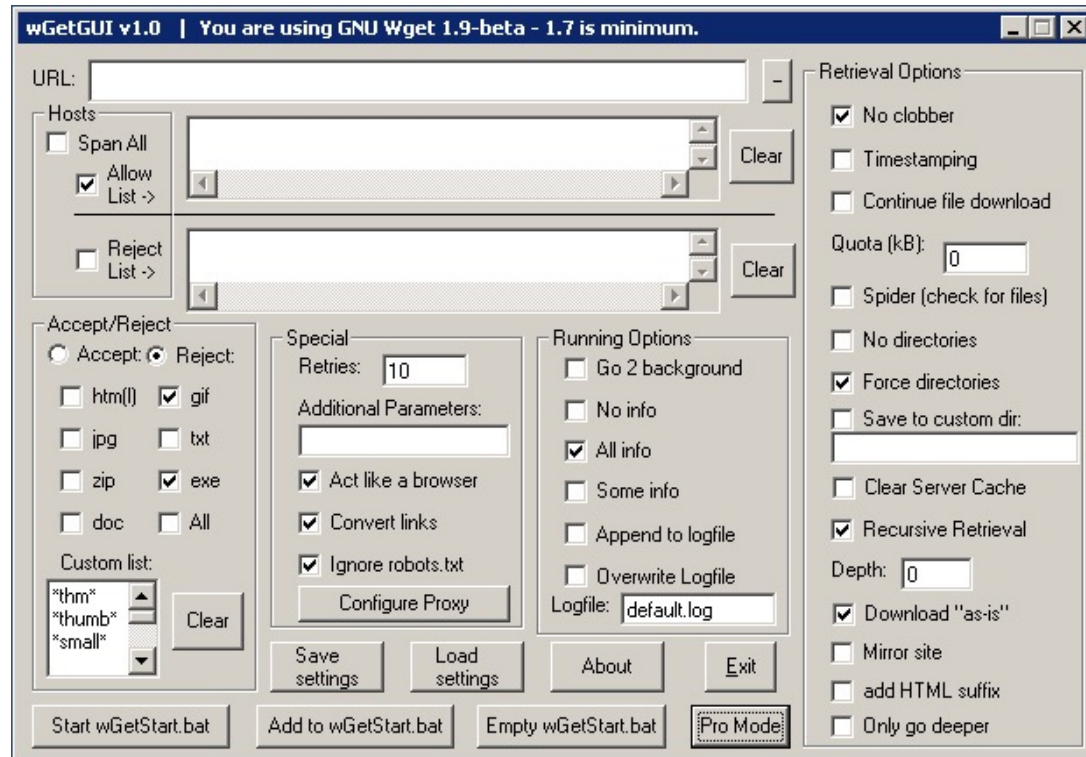 wGetGUI v1.0 | You are using GNU Wget 1.9-beta - 1.7 is minimum.
URL:
-
Hosts
Span All
Allow
List ->
Clear
Reject
List ->
Clear
Accept/Reject
Accept: Reject:
htm(l) gif
jpg txt
zip exe
doc All
Custom list:
*thm*
*thumb*
*small*
Clear
Special
Retries: 10
Additional Parameters:
Act like a browser
Convert links
Ignore robots.txt
Configure Proxy
Running Options
Go 2 background
No info
All info
Some info
Append to logfile
Overwrite Logfile
Logfile: default.log
Save
settings
Load
settings
About
Exit
Start wGetStart.bat
Add to wGetStart.bat
Empty wGetStart.bat
Pro Mode
Retrieval Options
No clobber
Timestamping
Continue file download
Quota (kB): 0
Spider (check for files)
No directories
Force directories
Save to custom dir:
Clear Server Cache
Recursive Retrieval
Depth: 0
Download "as-is"
Mirror site
add HTML suffix
Only go deeper